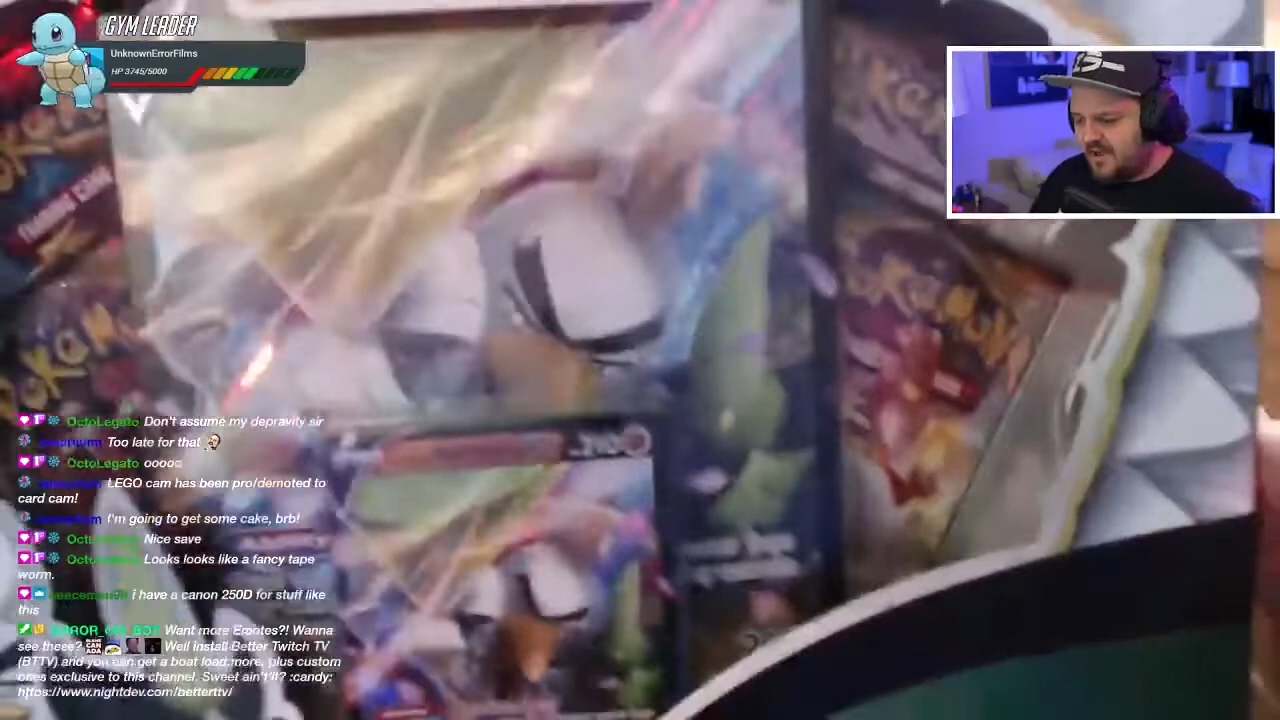 GYM LEADER
UnknownErrorFilms
HP 3745/5000
OctoLegato Don't assume my depravity sir
Too late for that
OctoLegato oooo
LEGO cam has been pro/demoted to
card cam!
I'm going to get some cake, brb!
Nice save
Looks looks like a fancy tape
worm.
i have a canon 250D for stuff like
this
Want more Emotes?! Wanna
see these?
Well Install Better Twitch TV
(BTTV) and you can get a boat load more, plus custom
ones exclusive to this channel. Sweet ain't it? :candy:
https://www.nightdev.com/betterttv/